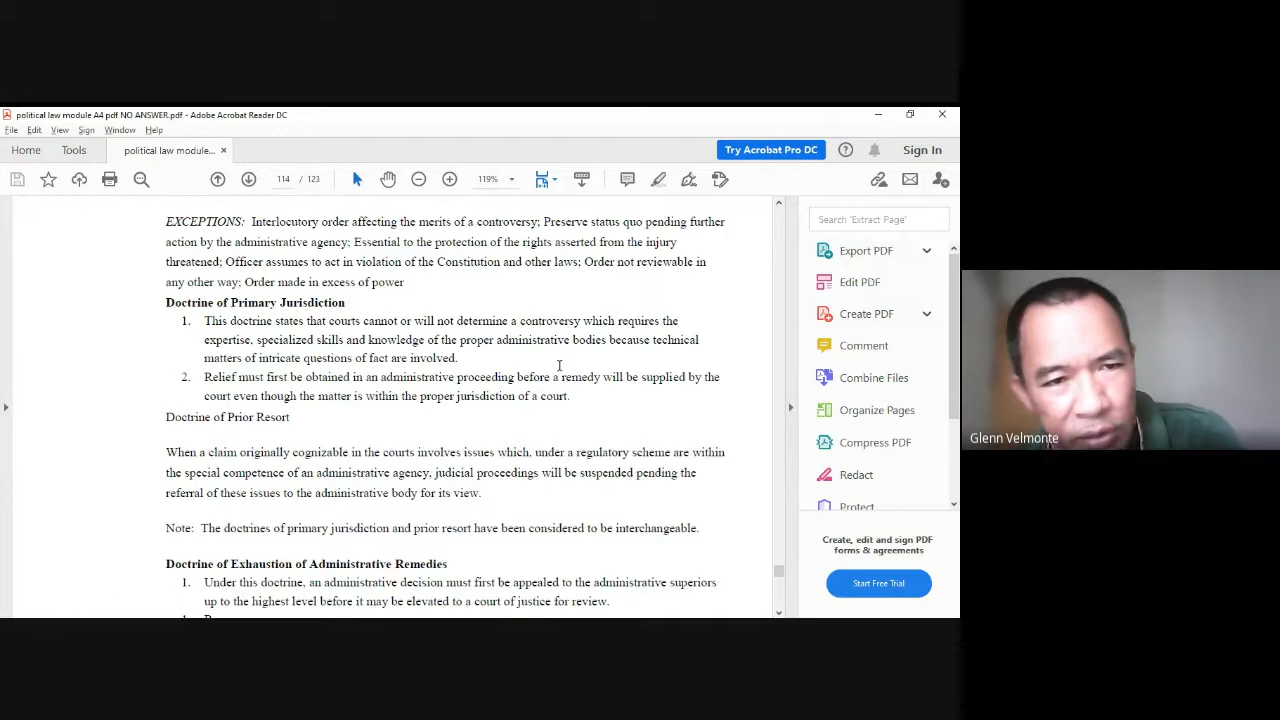 political law module A4 pdf NO ANSWER.pdf - Adobe Acrobat Reader DC
File Edit View Sign Window Help
Home Tools political law module... × Try Acrobat Pro DC Sign In
114 / 123 119%
EXCEPTIONS: Interlocutory order affecting the merits of a controversy; Preserve status quo pending further
action by the administrative agency; Essential to the protection of the rights asserted from the injury
threatened; Officer assumes to act in violation of the Constitution and other laws; Order not reviewable in
any other way; Order made in excess of power
Doctrine of Primary Jurisdiction
1. This doctrine states that courts cannot or will not determine a controversy which requires the
expertise, specialized skills and knowledge of the proper administrative bodies because technical
matters of intricate questions of fact are involved.
2. Relief must first be obtained in an administrative proceeding before a remedy will be supplied by the
court even though the matter is within the proper jurisdiction of a court.
Doctrine of Prior Resort
When a claim originally cognizable in the courts involves issues which, under a regulatory scheme are within
the special competence of an administrative agency, judicial proceedings will be suspended pending the
referral of these issues to the administrative body for its view.
Note: The doctrines of primary jurisdiction and prior resort have been considered to be interchangeable.
Doctrine of Exhaustion of Administrative Remedies
1. Under this doctrine, an administrative decision must first be appealed to the administrative superiors
up to the highest level before it may be elevated to a court of justice for review.
Search 'Extract Page'
Export PDF
Edit PDF
Create PDF
Comment
Combine Files
Organize Pages
Compress PDF
Redact
Protect
Create, edit and sign PDF
forms & agreements
Start Free Trial
Glenn Velmonte